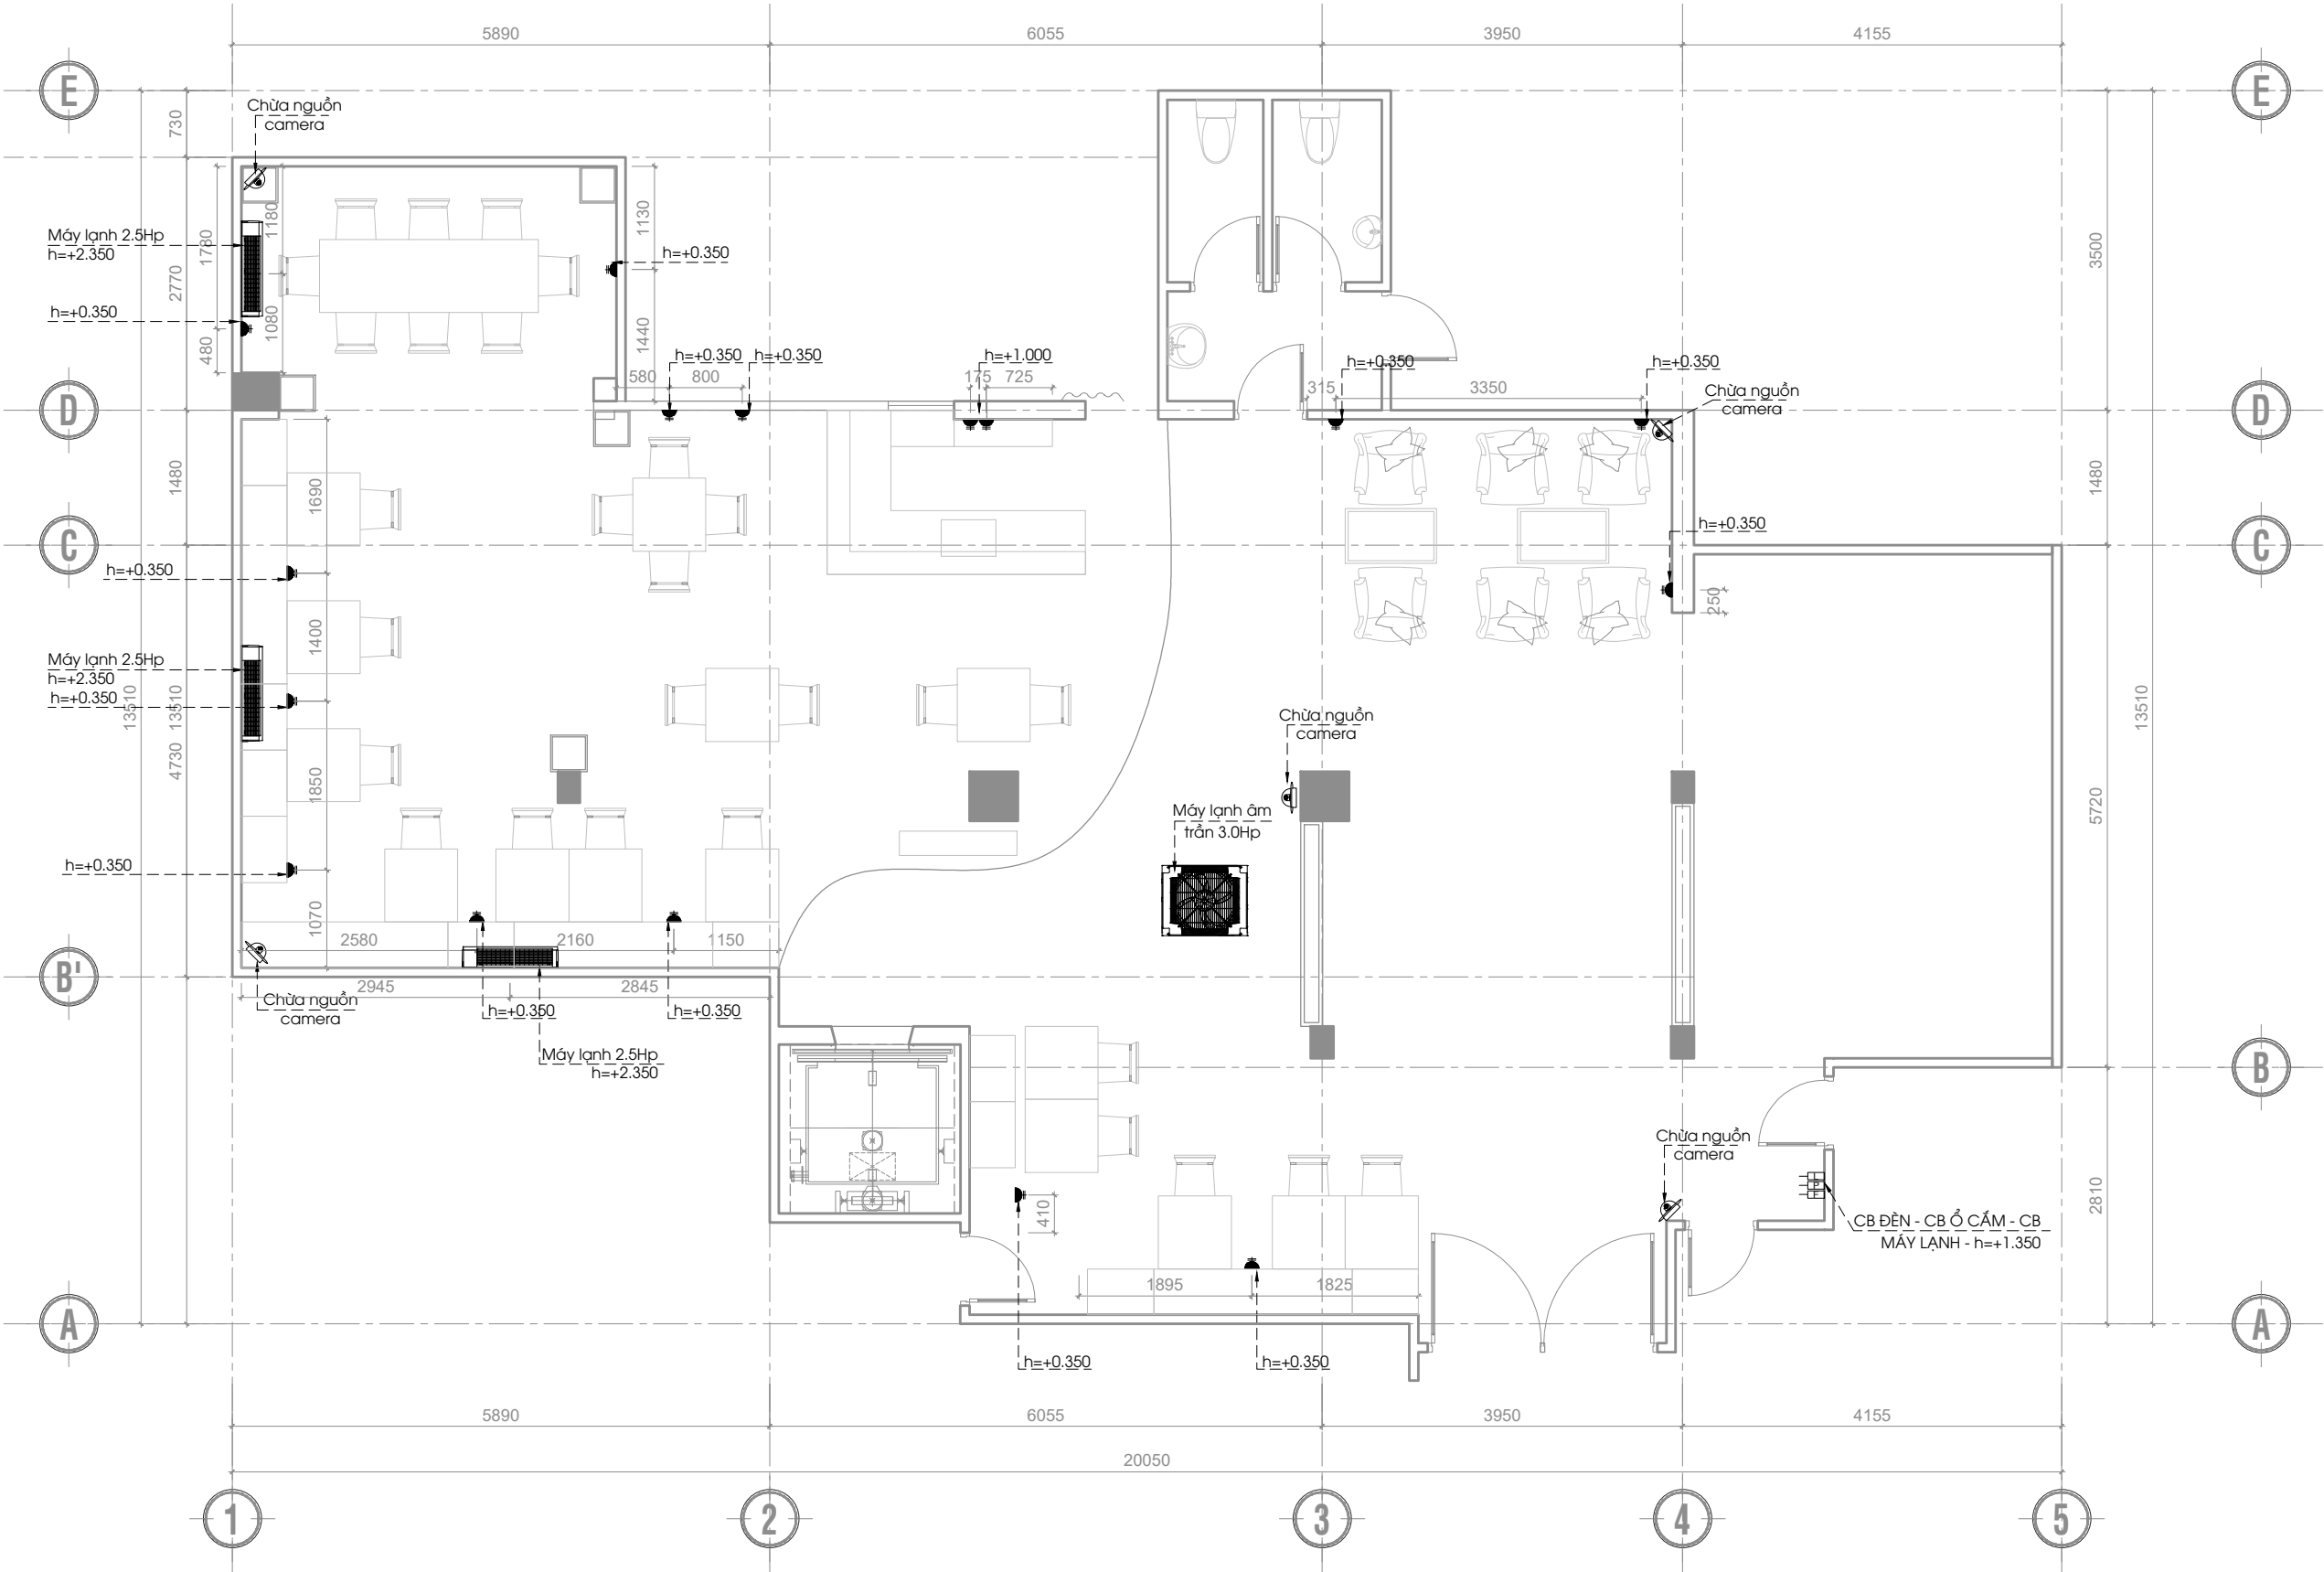 5890
6055
3950
4155
E
E
Chừa nguồn
camera
730
1180
1780
2770
1080
480
Máy lạnh 2.5Hp
h=+2.350
h=+0.350
1130
1440
h=+0.350
3500
h=+0.350
h=+0.350
580
800
h=+1.000
175
725
h=+0.350
h=+0.350
315
3350
Chừa nguồn
camera
D
D
1480
1690
1480
C
C
h=+0.350
h=+0.350
250
1400
Máy lạnh 2.5Hp
h=+2.350
h=+0.350
13510
13510
4730
13510
Chừa nguồn
camera
1850
Máy lạnh âm
trần 3.0Hp
5720
h=+0.350
1070
2580
2160
1150
B'
2945
2845
Chừa nguồn
camera
h=+0.350
h=+0.350
Máy lạnh 2.5Hp
h=+2.350
B
B
Chừa nguồn
camera
410
2810
CB ĐÈN - CB Ổ CẮM - CB
MÁY LẠNH - h=+1.350
1895
1825
A
A
h=+0.350
h=+0.350
5890
6055
3950
4155
20050
1
2
3
4
5